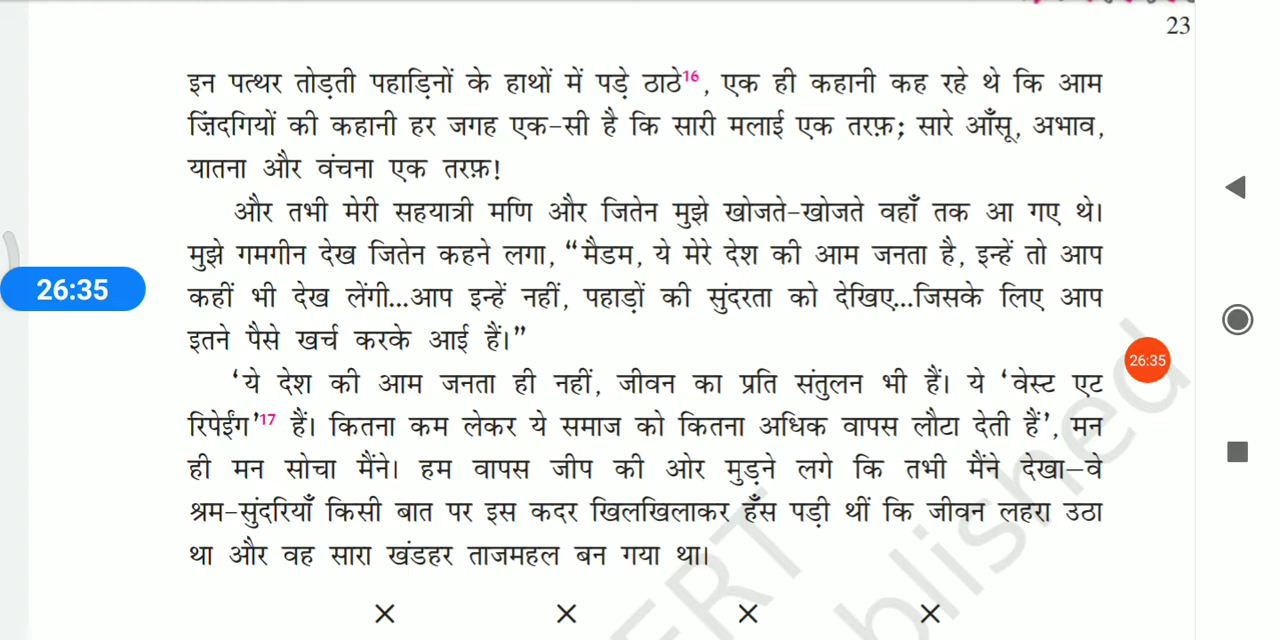 23
इन पत्थर तोड़ती पहाड़िनों के हाथों में पड़े ठाठे16, एक ही कहानी कह रहे थे कि आम
ज़िंदगियों की कहानी हर जगह एक-सी है कि सारी मलाई एक तरफ़; सारे आँसू, अभाव,
यातना और वंचना एक तरफ़!
और तभी मेरी सहयात्री मणि और जितेन मुझे खोजते-खोजते वहाँ तक आ गए थे।
मुझे गमगीन देख जितेन कहने लगा, “मैडम, ये मेरे देश की आम जनता है, इन्हें तो आप
कहीं भी देख लेंगी...आप इन्हें नहीं, पहाड़ों की सुंदरता को देखिए...जिसके लिए आप
इतने पैसे खर्च करके आई हैं।”
‘ये देश की आम जनता ही नहीं, जीवन का प्रति संतुलन भी हैं। ये ‘वेस्ट एट
रिपेईंग’17 हैं। कितना कम लेकर ये समाज को कितना अधिक वापस लौटा देती हैं’, मन
ही मन सोचा मैंने। हम वापस जीप की ओर मुड़ने लगे कि तभी मैंने देखा—वे
श्रम-सुंदरियाँ किसी बात पर इस कदर खिलखिलाकर हँस पड़ी थीं कि जीवन लहरा उठा
था और वह सारा खंडहर ताजमहल बन गया था।
× × × ×
26:35
26:35
ERT
blished